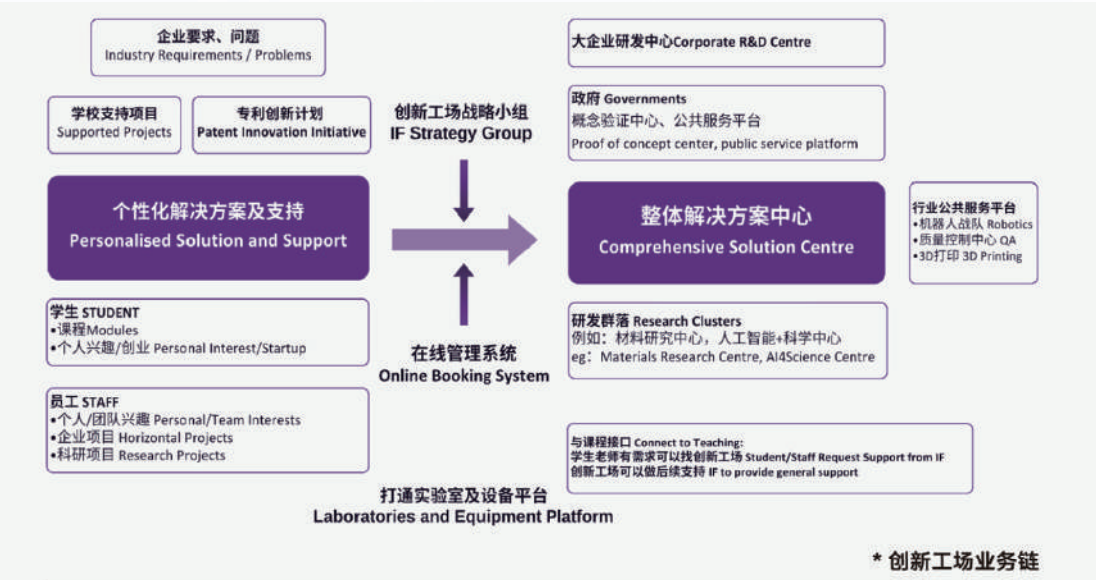 企业要求、问题
Industry Requirements / Problems
学校支持项目
Supported Projects
专利创新计划
Patent Innovation Initiative
个性化解决方案及支持
Personalised Solution and Support
学生 STUDENT
•课程Modules
•个人兴趣/创业 Personal Interest/Startup
员工 STAFF
•个人/团队兴趣 Personal/Team Interests
•企业项目 Horizontal Projects
•科研项目 Research Projects
创新工场战略小组
IF Strategy Group
在线管理系统
Online Booking System
打通实验室及设备平台
Laboratories and Equipment Platform
大企业研发中心Corporate R&D Centre
政府 Governments
概念验证中心、公共服务平台
Proof of concept center, public service platform
整体解决方案中心
Comprehensive Solution Centre
行业公共服务平台
•机器人战队 Robotics
•质量控制中心 QA
•3D打印 3D Printing
研发群落 Research Clusters
例如：材料研究中心，人工智能+科学中心
eg：Materials Research Centre, AI4Science Centre
与课程接口 Connect to Teaching:
学生老师有需求可以找创新工场 Student/Staff Request Support from IF
创新工场可以做后续支持 IF to provide general support
* 创新工场业务链